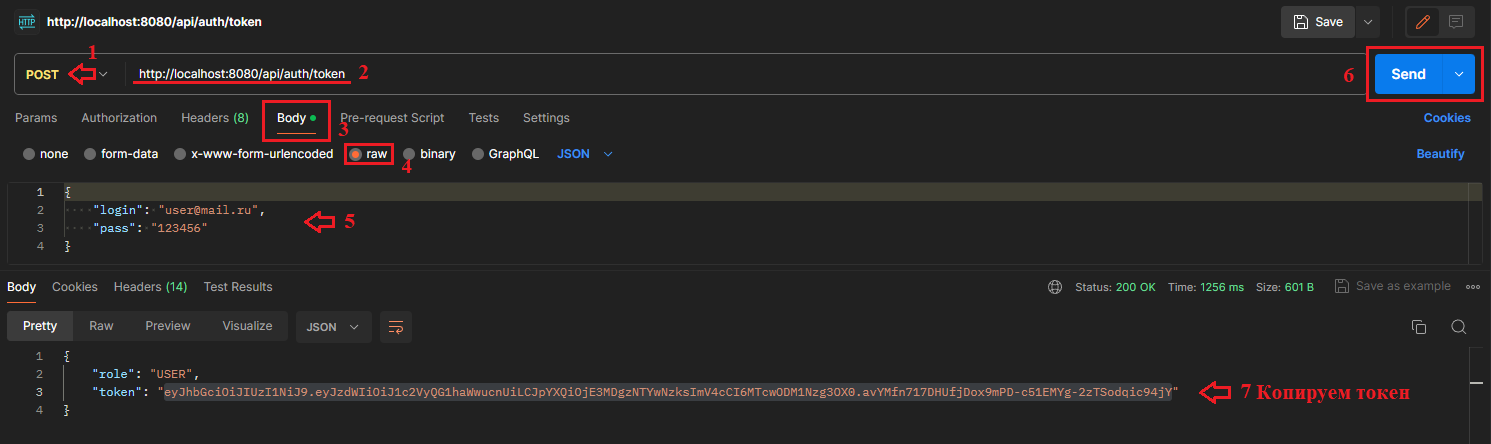 HTTP http://localhost:8080/api/auth/token Save
1
POST http://localhost:8080/api/auth/token 2 6 Send
Params Authorization Headers (8) Body 3 Pre-request Script Tests Settings Cookies
none form-data x-www-form-urlencoded raw 4 binary GraphQL JSON Beautify
1 {
2 "login": "user@mail.ru",
3 "pass": "123456" 5
4 }
Body Cookies Headers (14) Test Results Status: 200 OK Time: 1256 ms Size: 601 B Save as example
Pretty Raw Preview Visualize JSON
1 {
2 "role": "USER",
3 "token": "eyJhbGciOiJIUzI1NiJ9.eyJzdWIiOiJ1c2VyQG1haWwucnUiLCJpYXQiOjE3MDgzNTYwNzksImV4cCI6MTcwODM1Nzg3OX0.avYMfn717DHUfjDox9mPD-c51EMYg-2zTSodqic94jY" 7 Копируем токен
4 }